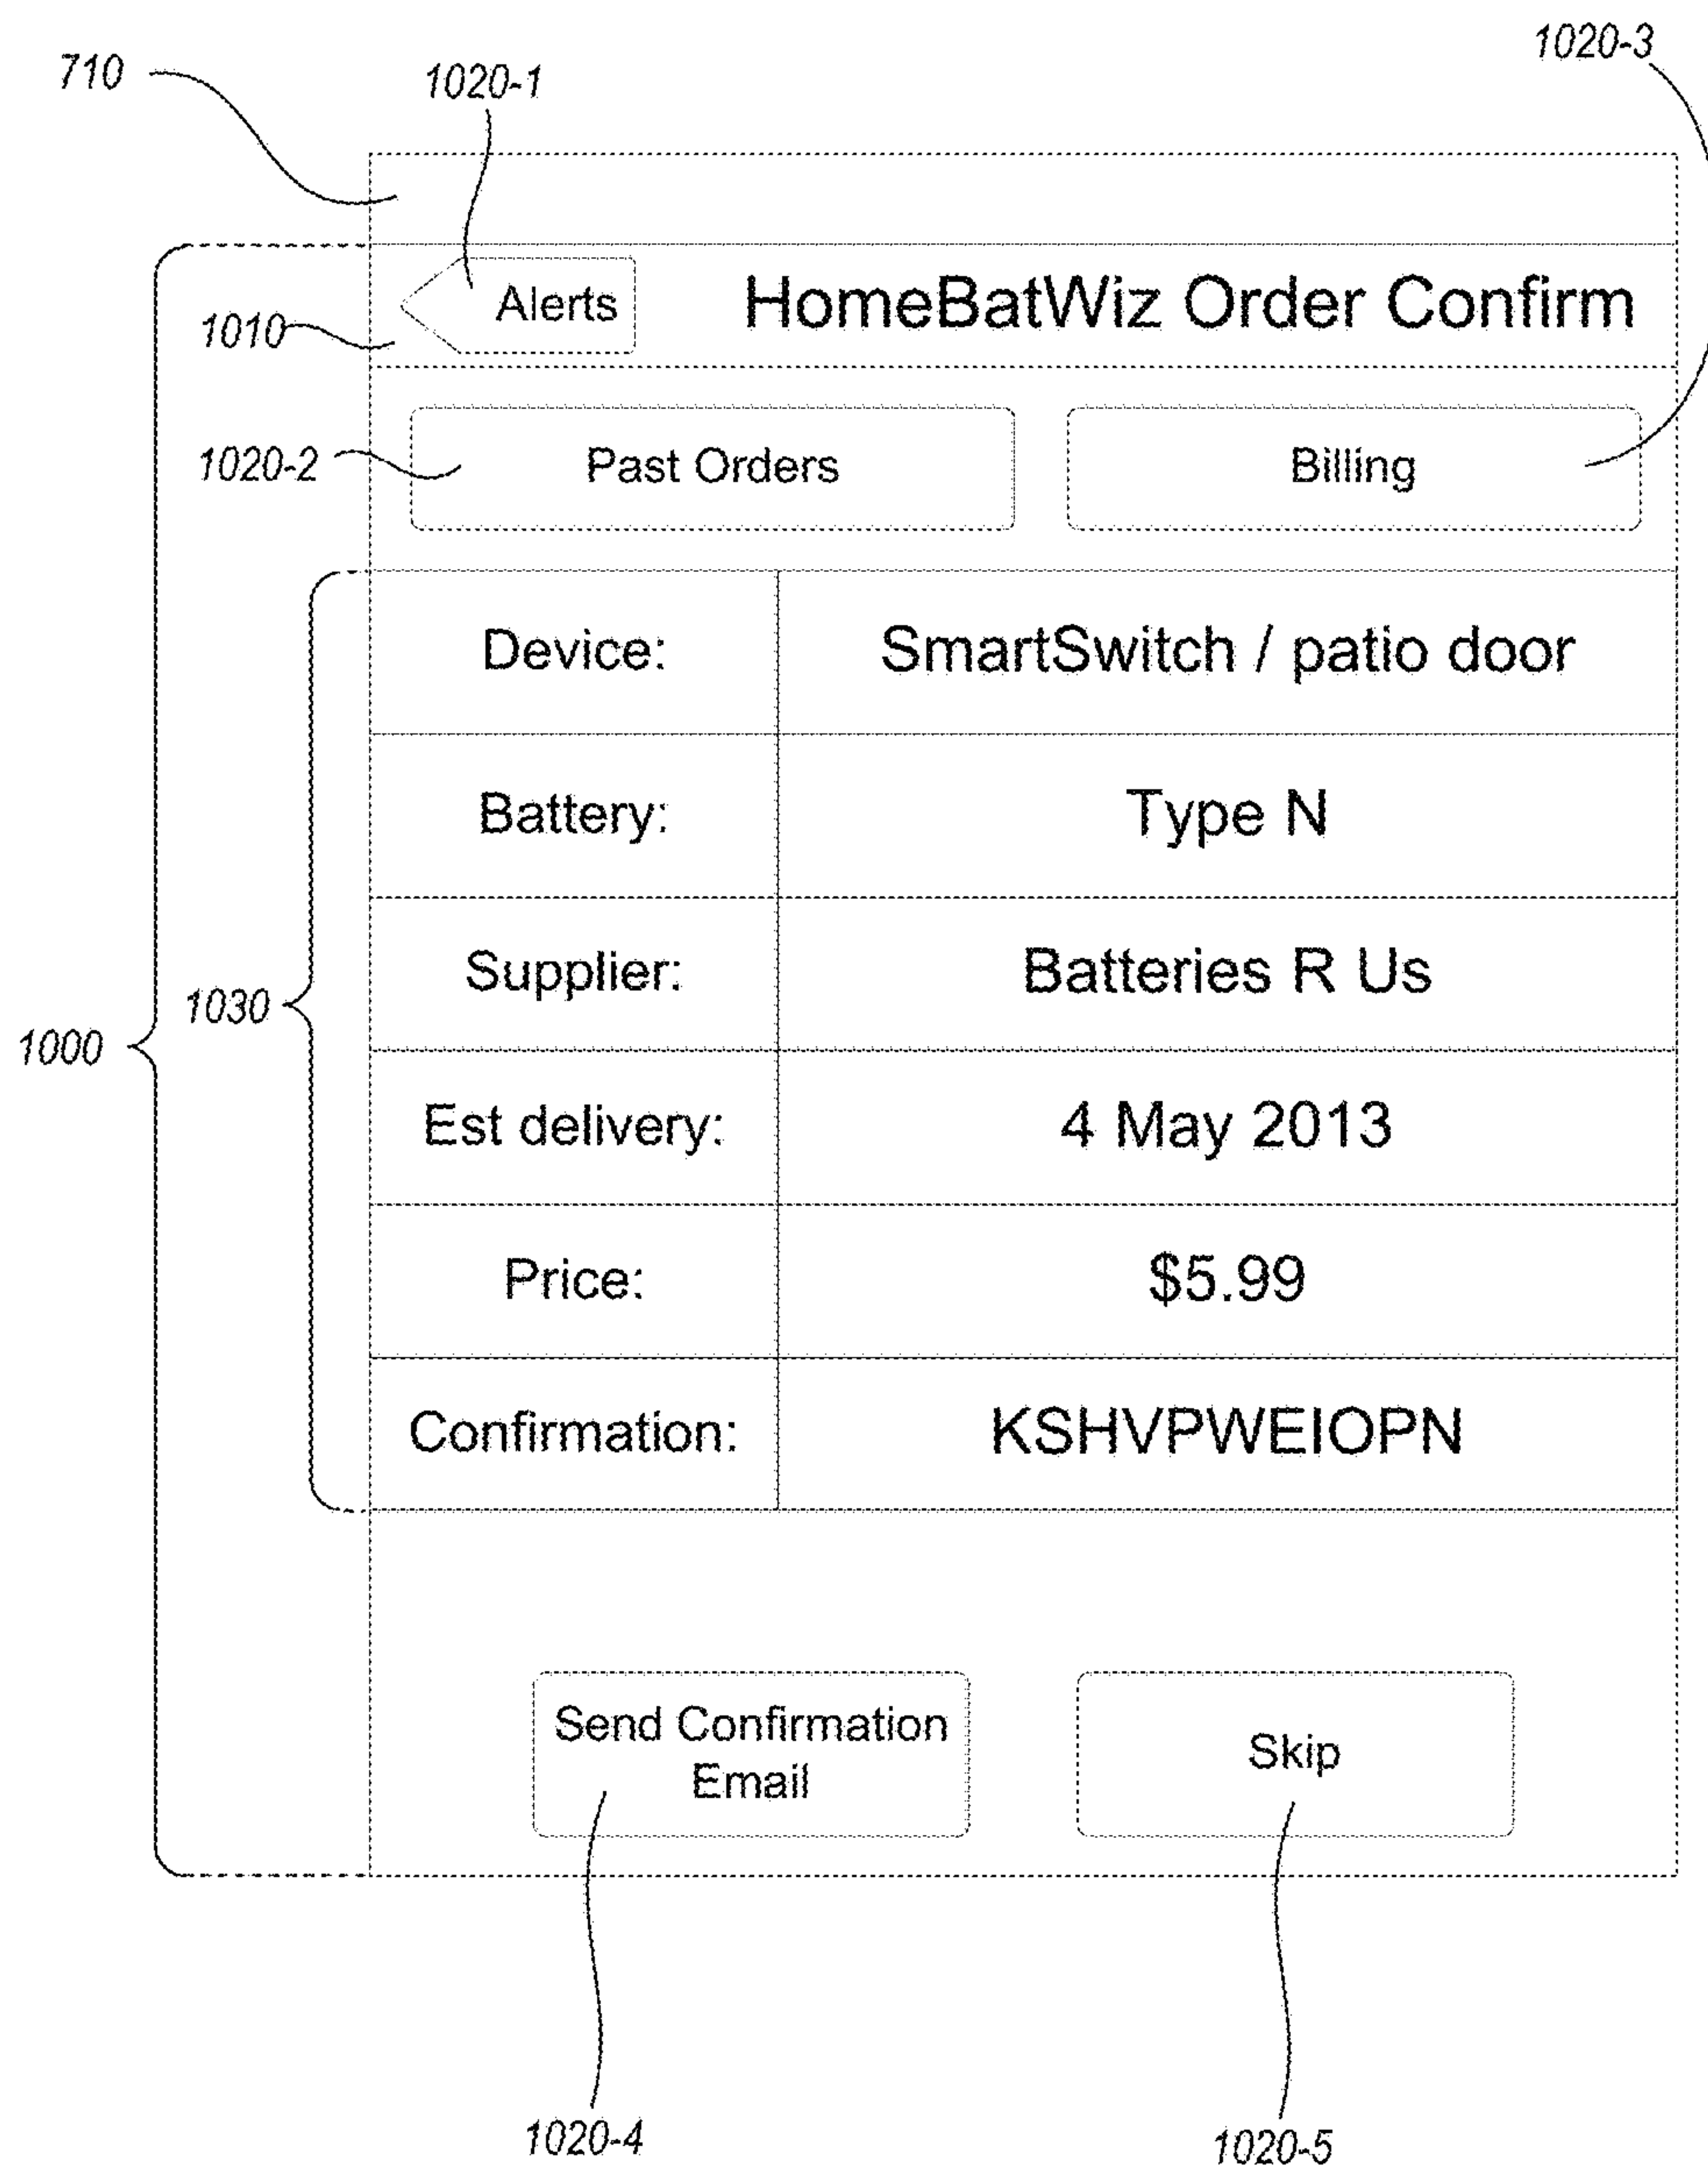 1020-3
710
1020-1
Alerts
HomeBatWiz Order Confirm
1010
1020-2
Past Orders
Billing
Device:
SmartSwitch / patio door
Battery:
Type N
Supplier:
Batteries R Us
1030
1000
Est delivery:
4 May 2013
Price:
$5.99
Confirmation:
KSHVPWEIOPN
Send Confirmation
Email
Skip
1020-4
1020-5